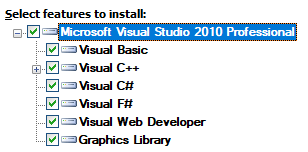 Select features to install:
Microsoft Visual Studio 2010 Professional
Visual Basic
Visual C++
Visual C#
Visual F#
Visual Web Developer
Graphics Library